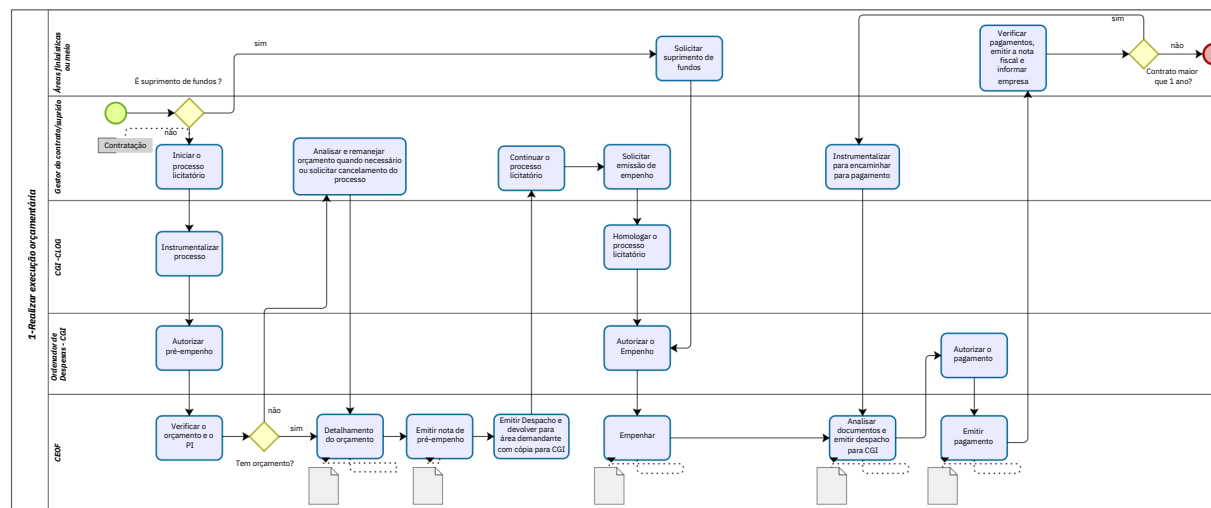 1-Realizar execução orçamentária
Áreas finlaísticas
ou meio
sim
É suprimento de fundos ?
Solicitar
suprimento de
fundos
Verificar
pagamentos,
emitir a nota
fiscal e
informar
empresa
sim
não
Contrato maior
que 1 ano?
Gestor do contrato/suprido
não
Contratação
Iniciar o
processo
licitatório
Analisar e remanejar
orçamento quando necessário
ou solicitar cancelamento do
processo
Continuar o
processo
licitatório
Solicitar
emissão de
empenho
Instrumentalizar
para encaminhar
para pagamento
CGI -CLOG
Instrumentalizar
processo
Homologar o
processo
licitatório
Ordenador de
Despesas - CGI
Autorizar
pré-empenho
Autorizar o
Empenho
Autorizar o
pagamento
CEOF
Verificar o
orçamento e o
PI
não
sim
Tem orçamento?
Detalhamento
do orçamento
Emitir nota de
pré-empenho
Emitir Despacho e
devolver para
área demandante
com cópia para CGI
Empenhar
Analisar
documentos e
emitir despacho
para CGI
Emitir
pagamento